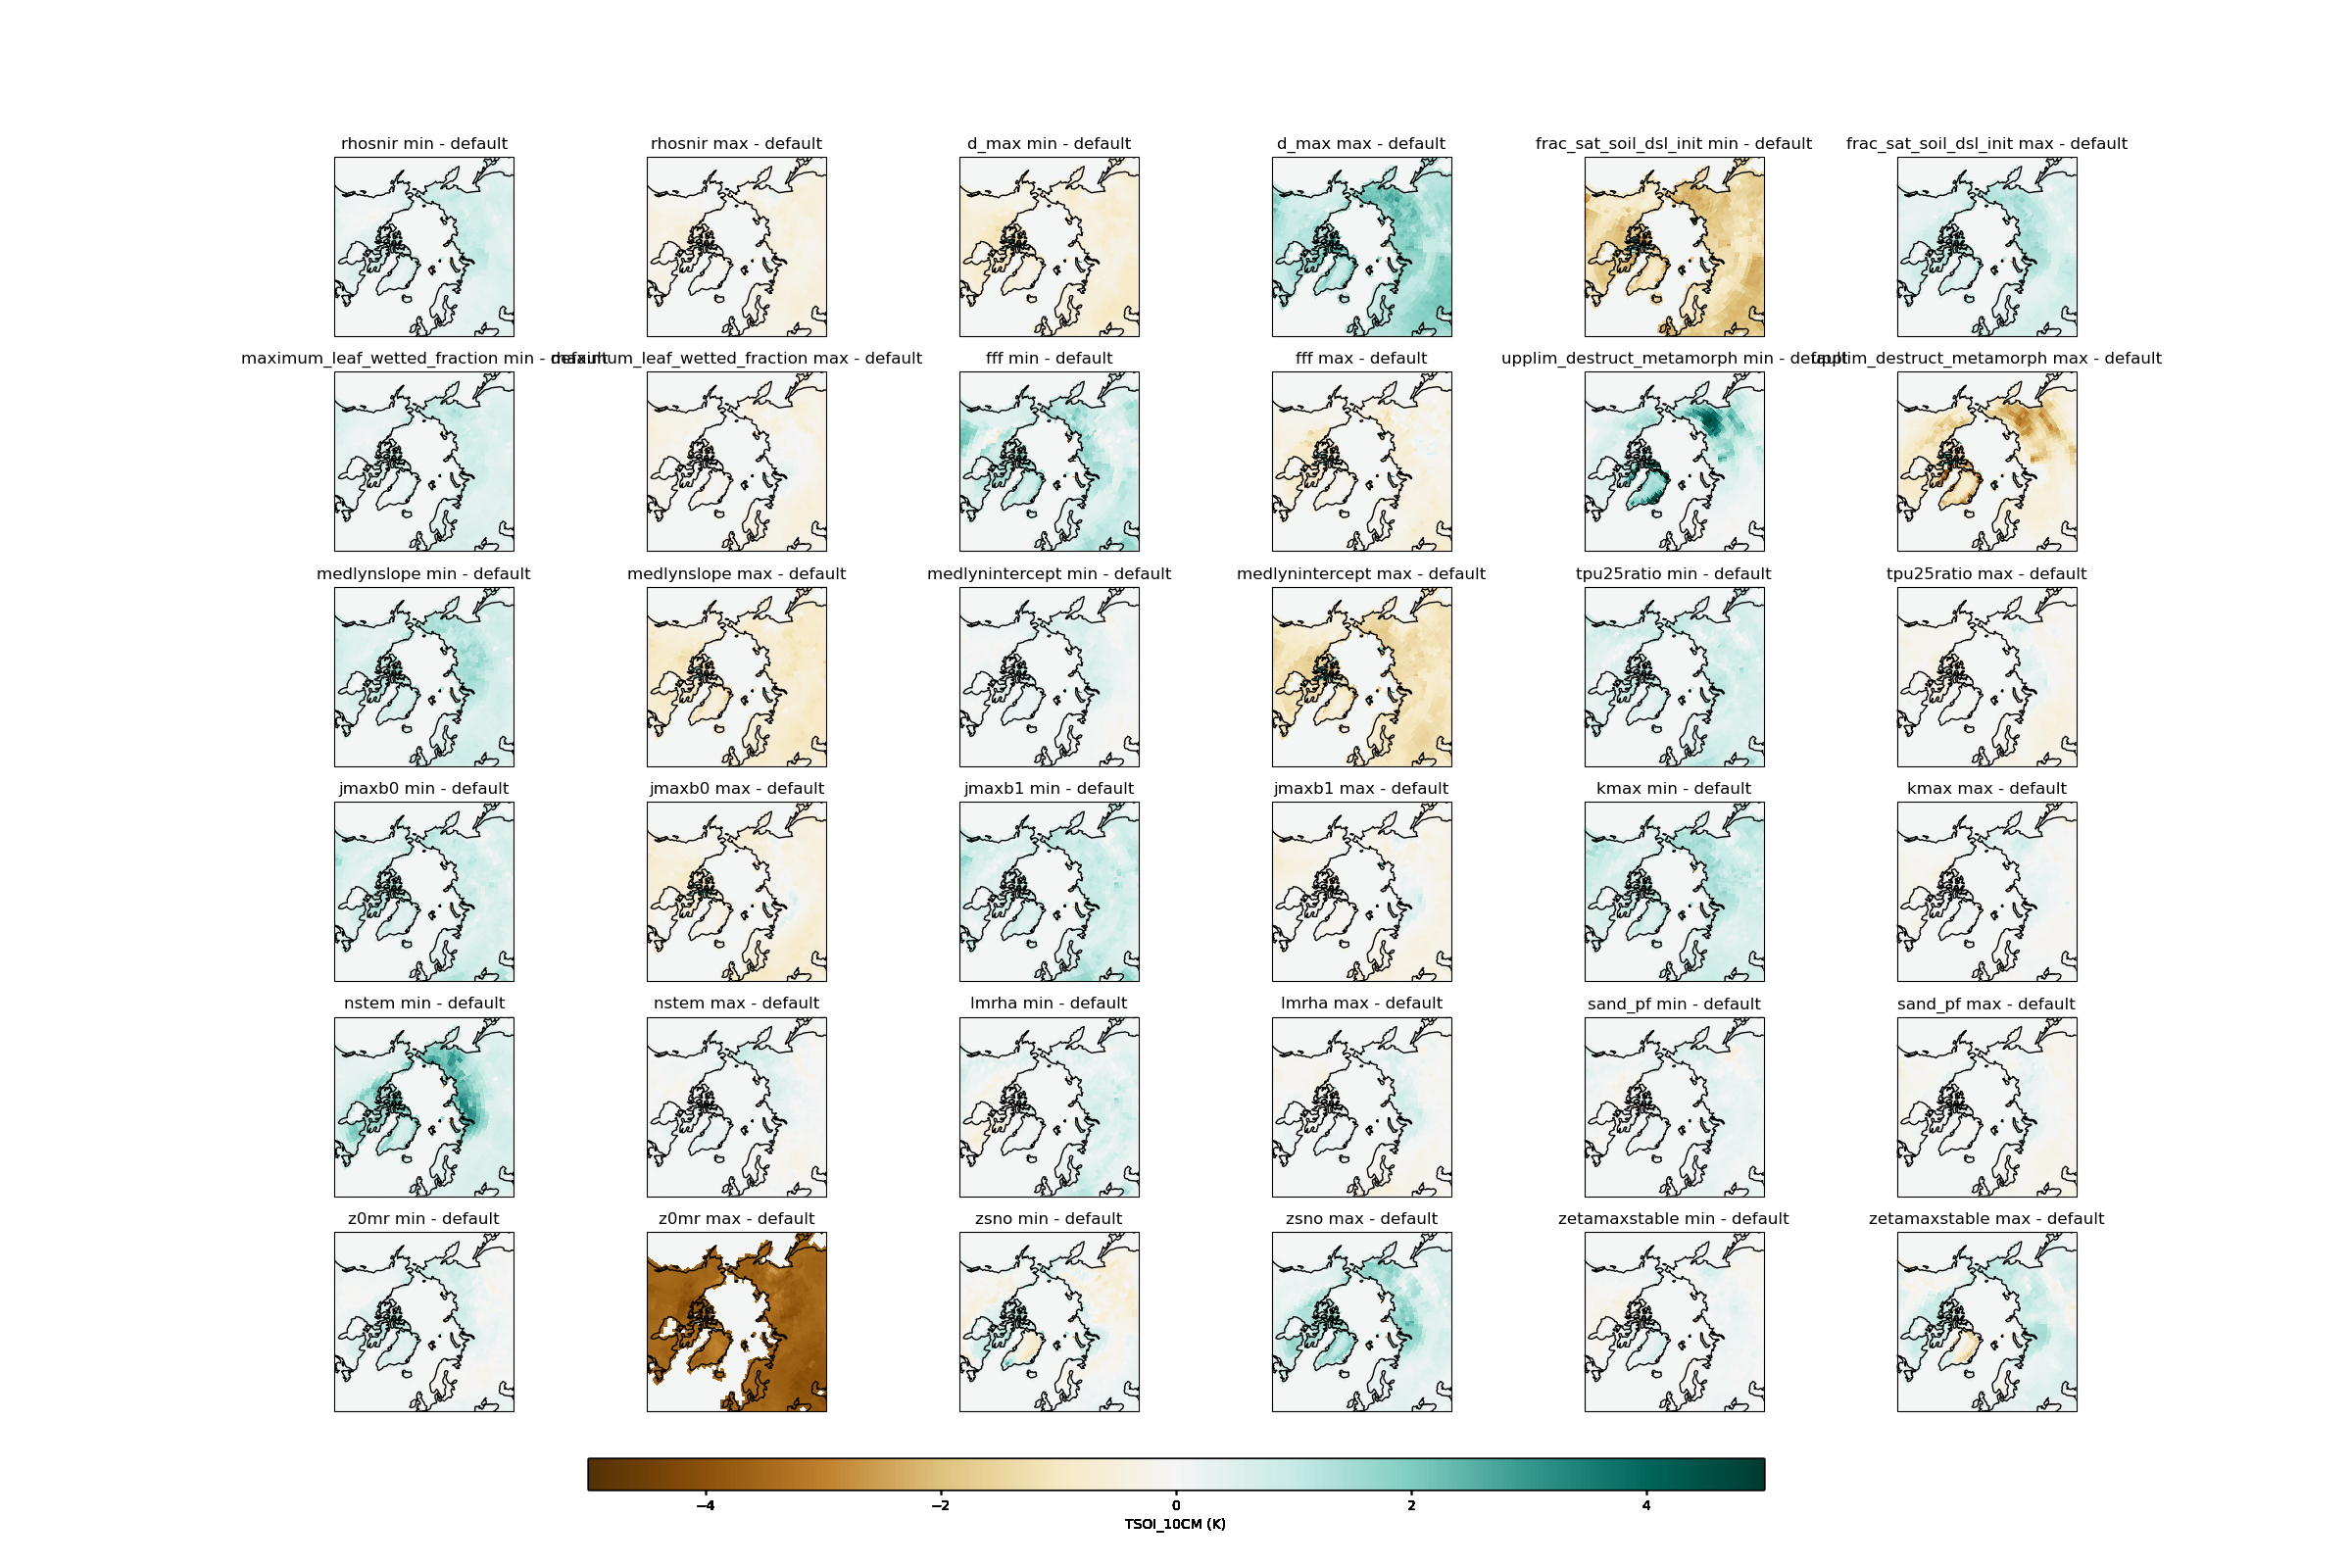 rhosnir min - default
rhosnir max - default
d_max min - default
d_max max - default
frac_sat_soil_dsl_init min - default
frac_sat_soil_dsl_init max - default
maximum_leaf_wetted_fraction min - default
maximum_leaf_wetted_fraction max - default
fff min - default
fff max - default
upplim_destruct_metamorph min - default
upplim_destruct_metamorph max - default
medlynslope min - default
medlynslope max - default
medlynintercept min - default
medlynintercept max - default
tpu25ratio min - default
tpu25ratio max - default
jmaxb0 min - default
jmaxb0 max - default
jmaxb1 min - default
jmaxb1 max - default
kmax min - default
kmax max - default
nstem min - default
nstem max - default
lmrha min - default
lmrha max - default
sand_pf min - default
sand_pf max - default
z0mr min - default
z0mr max - default
zsno min - default
zsno max - default
zetamaxstable min - default
zetamaxstable max - default
−4 −2 0 2 4
TSOI_10CM (K)